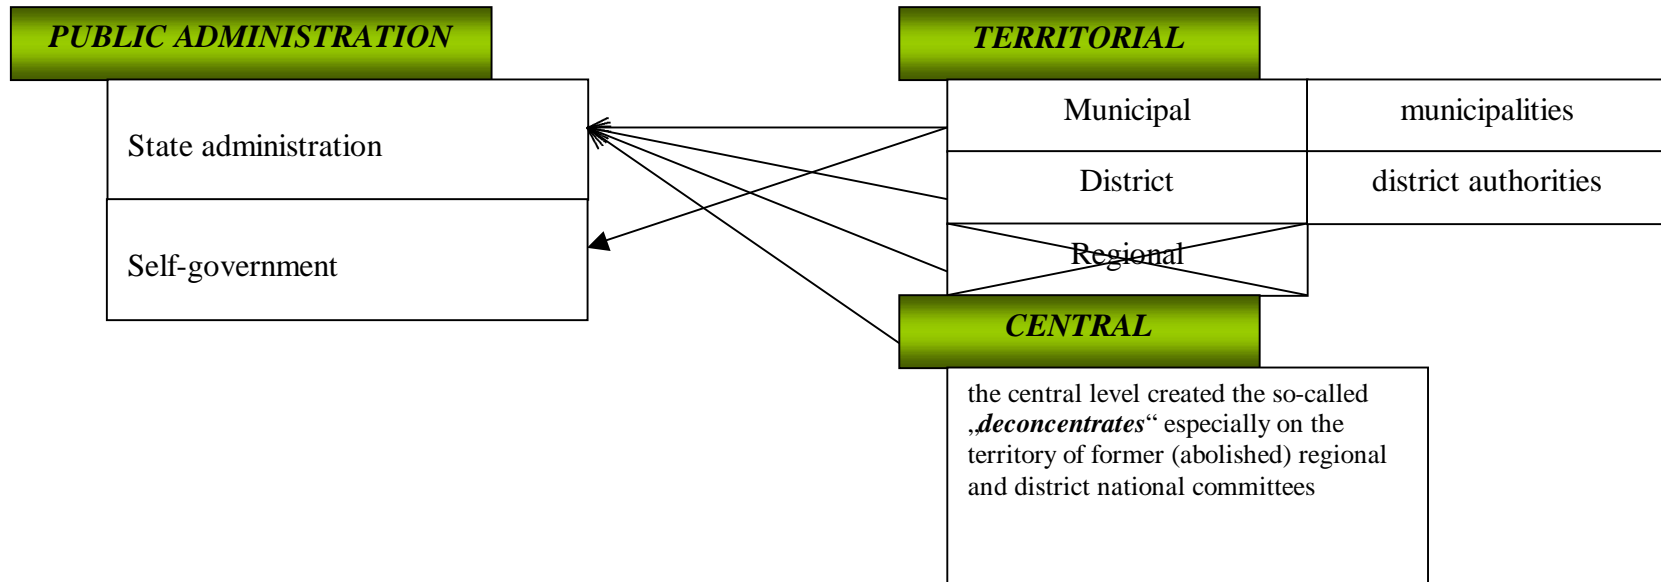 PUBLIC ADMINISTRATION
State administration
Self-government
TERRITORIAL
Municipal municipalities
District district authorities
Regional
CENTRAL
the central level created the so-called
„deconcentrates“ especially on the
territory of former (abolished) regional
and district national committees